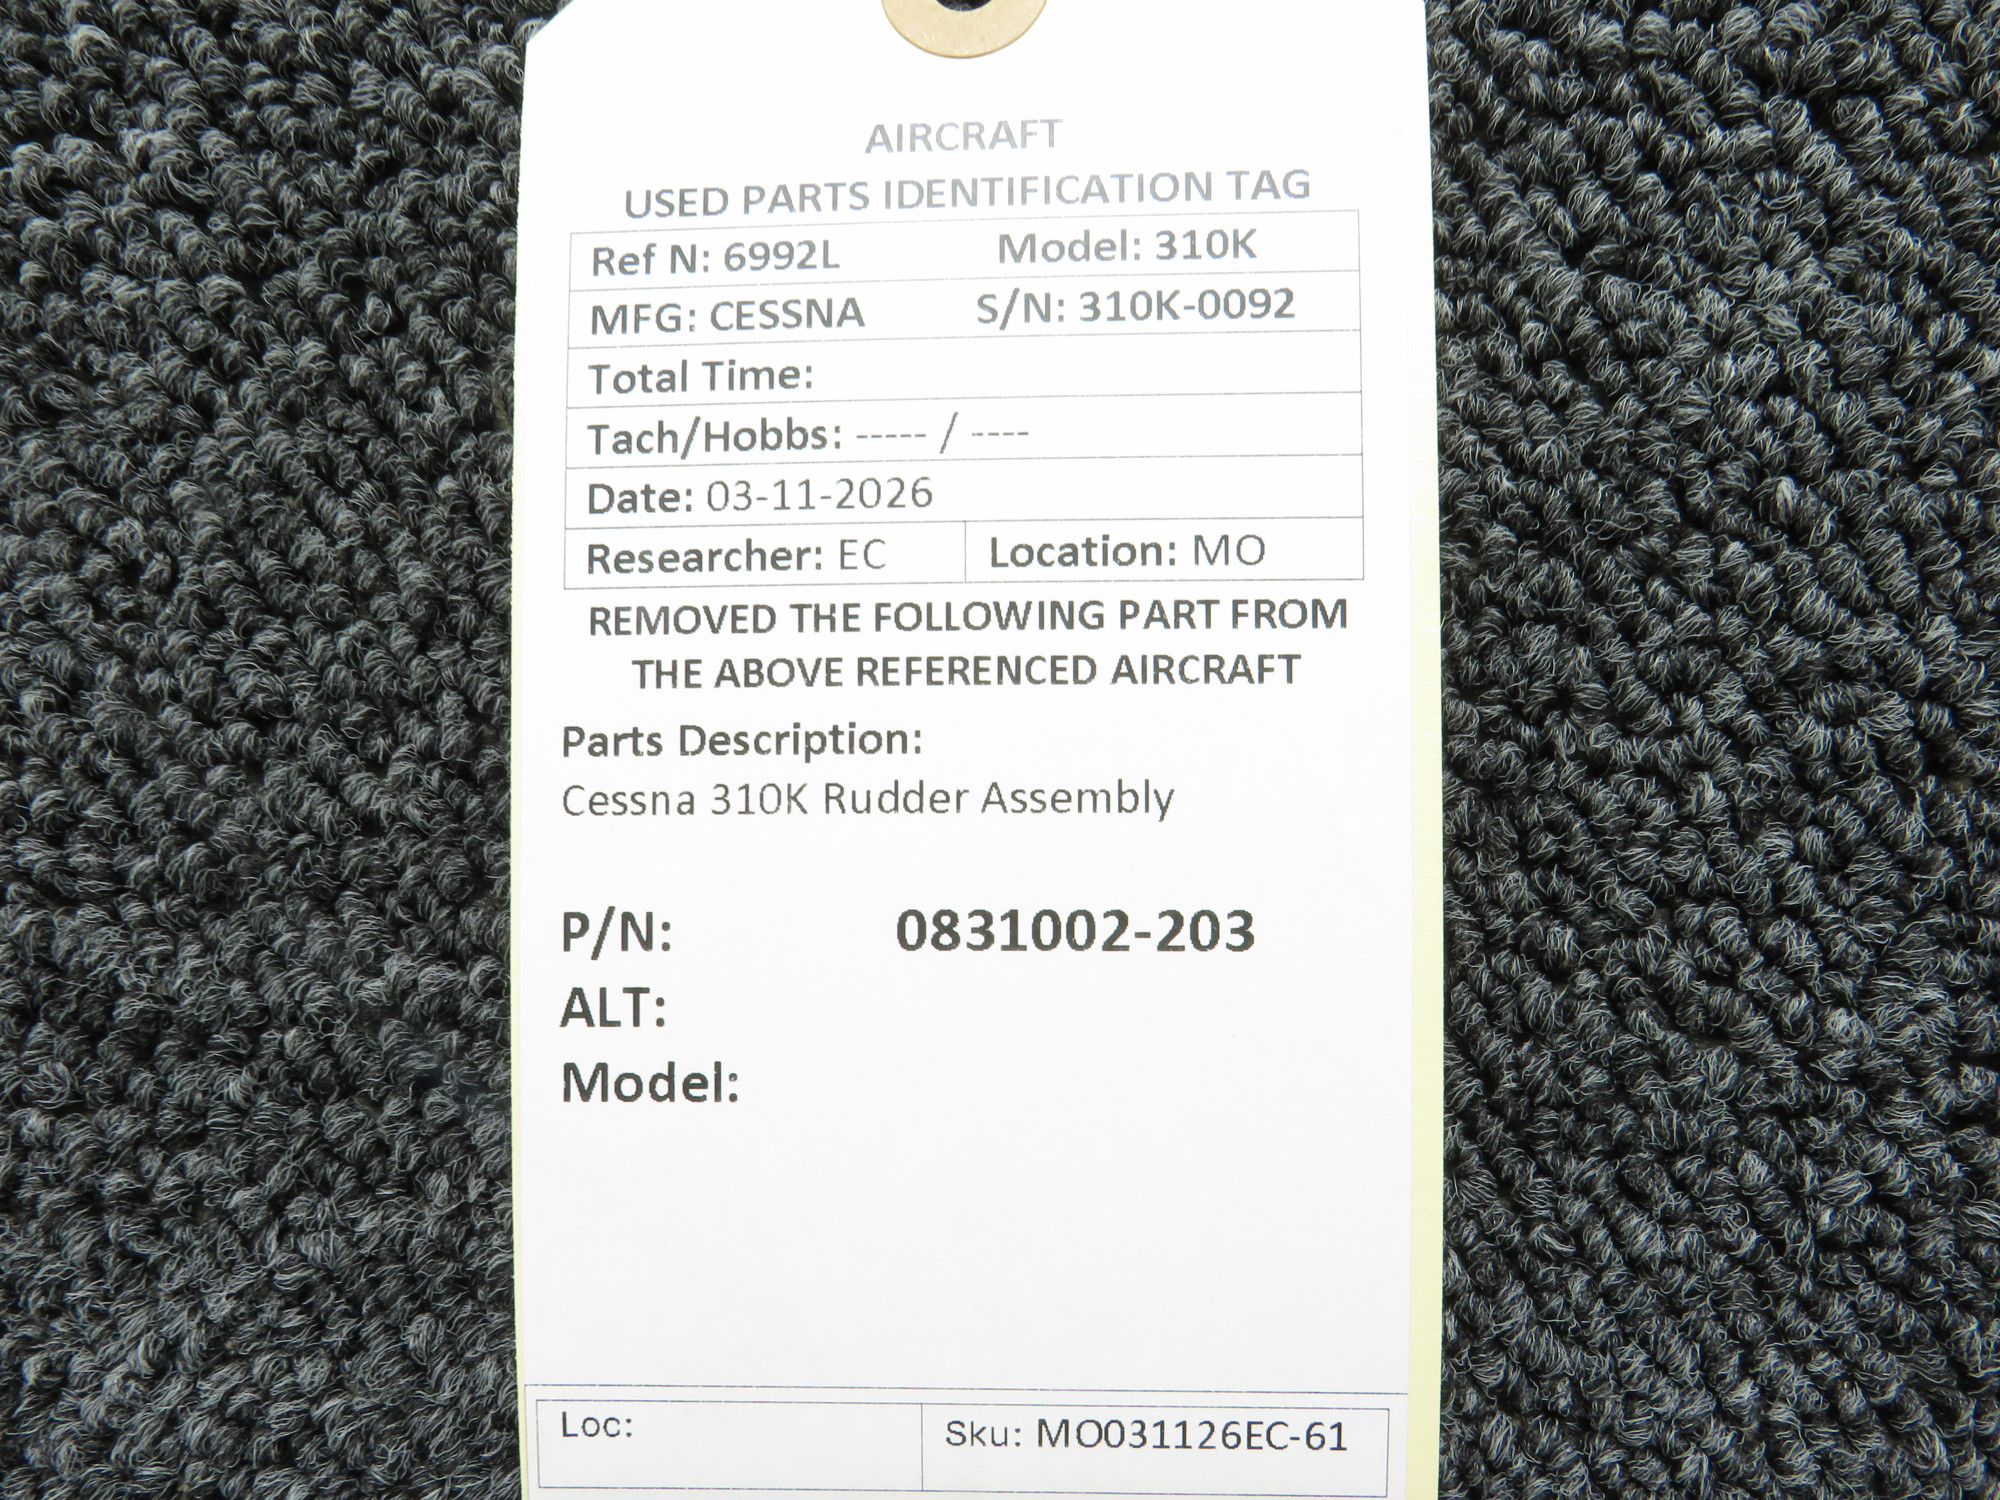 AIRCRAFT
USED PARTS IDENTIFICATION TAG
Ref N: 6992L Model: 310K
MFG: CESSNA S/N: 310K-0092
Total Time:
Tach/Hobbs: ----- / ----
Date: 03-11-2026
Researcher: EC Location: MO
REMOVED THE FOLLOWING PART FROM
THE ABOVE REFERENCED AIRCRAFT
Parts Description:
Cessna 310K Rudder Assembly
P/N: 0831002-203
ALT:
Model:
Loc: Sku: MO031126EC-61